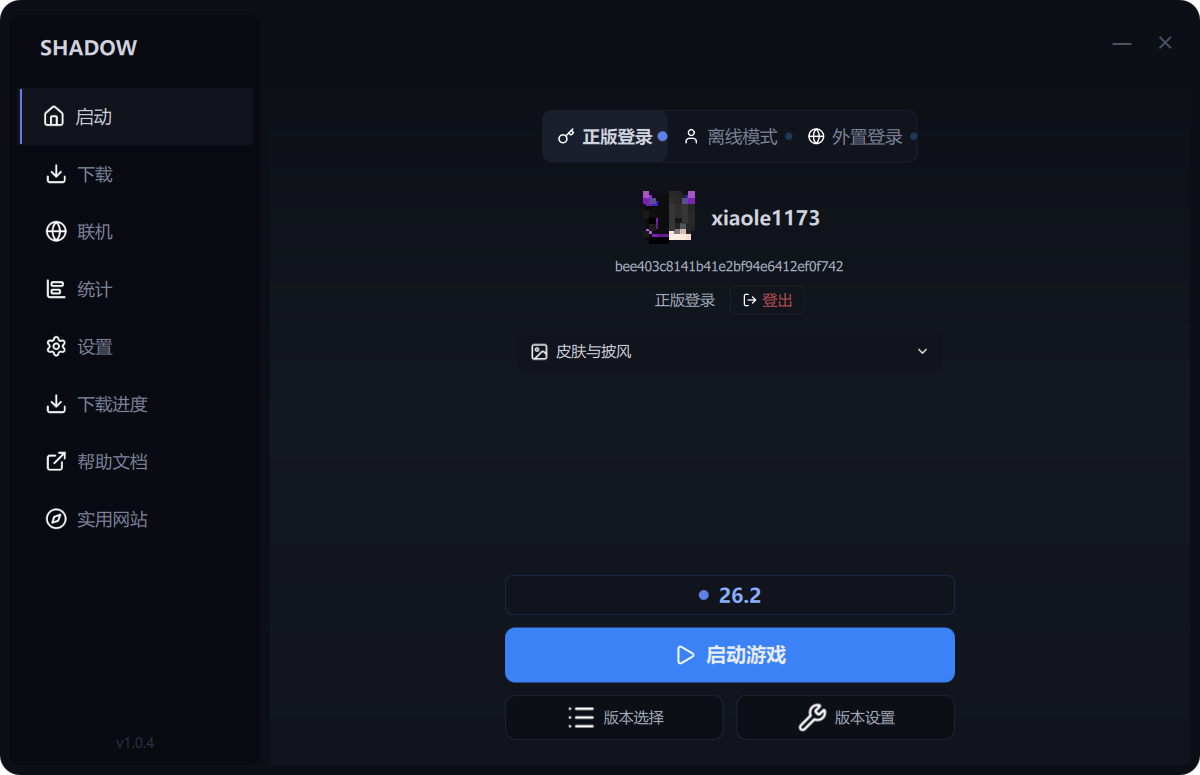 SHADOW
启动
下载
联机
统计
设置
下载进度
帮助文档
实用网站
v1.0.4
正版登录 离线模式 外置登录
xiaole1173
bee403c8141b41e2bf94e6412ef0f742
正版登录 登出
皮肤与披风
26.2
启动游戏
版本选择 版本设置